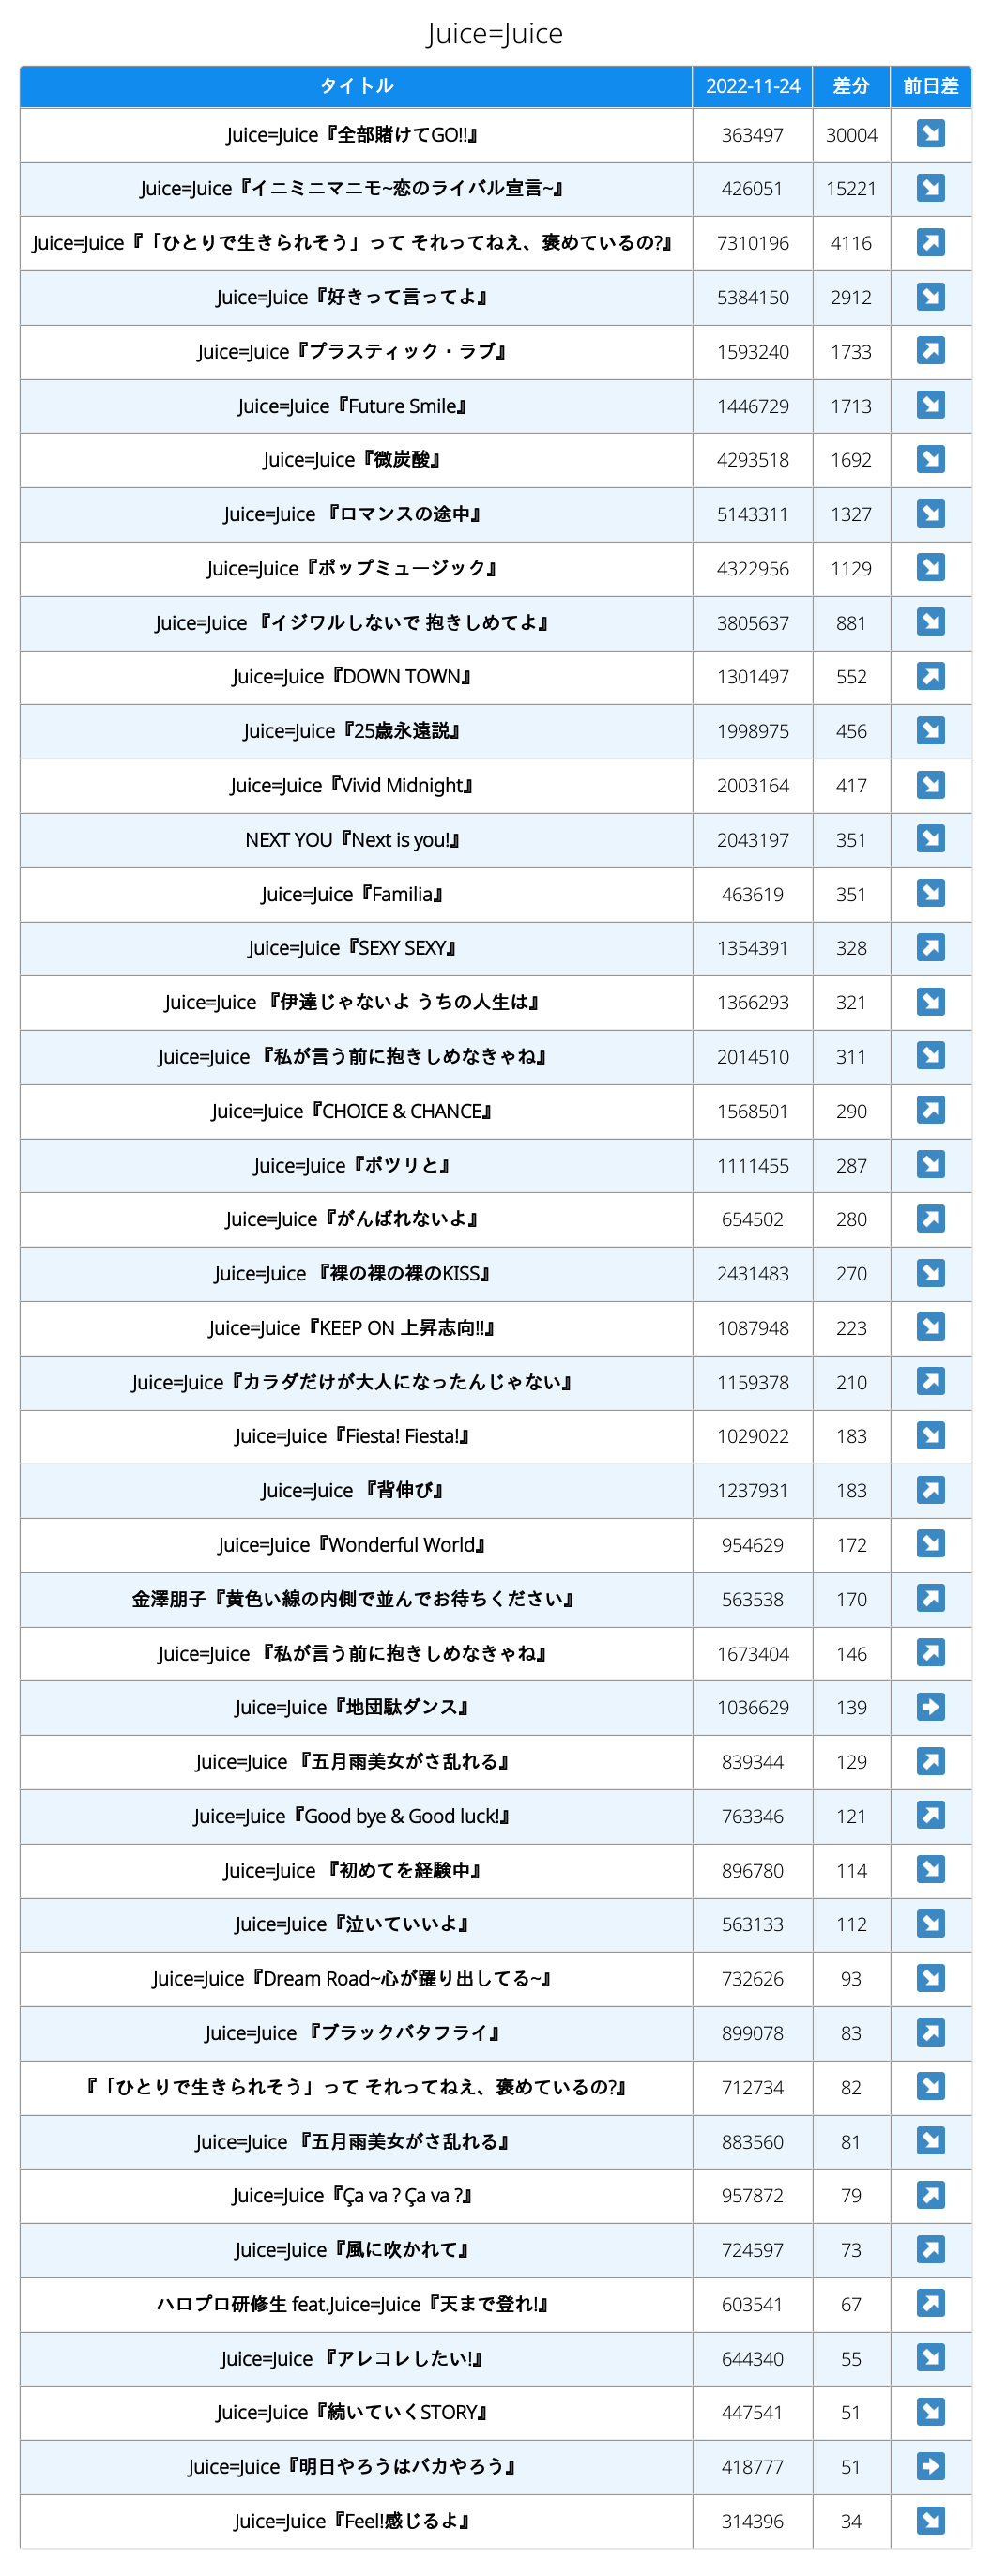 Juice=Juice
タイトル 2022-11-24 差分 前日差
Juice=Juice『全部賭けてGO!!』 363497 30004 ↘
Juice=Juice『イニミニマニモ~恋のライバル宣言~』 426051 15221 ↘
Juice=Juice『「ひとりで生きられそう」って それってねえ、褒めているの?』 7310196 4116 ↗
Juice=Juice『好きって言ってよ』 5384150 2912 ↘
Juice=Juice『プラスティック・ラブ』 1593240 1733 ↗
Juice=Juice『Future Smile』 1446729 1713 ↘
Juice=Juice『微炭酸』 4293518 1692 ↘
Juice=Juice 『ロマンスの途中』 5143311 1327 ↘
Juice=Juice『ポップミュージック』 4322956 1129 ↘
Juice=Juice 『イジワルしないで 抱きしめてよ』 3805637 881 ↘
Juice=Juice『DOWN TOWN』 1301497 552 ↗
Juice=Juice『25歳永遠説』 1998975 456 ↘
Juice=Juice『Vivid Midnight』 2003164 417 ↘
NEXT YOU『Next is you!』 2043197 351 ↘
Juice=Juice『Familia』 463619 351 ↘
Juice=Juice『SEXY SEXY』 1354391 328 ↗
Juice=Juice 『伊達じゃないよ うちの人生は』 1366293 321 ↘
Juice=Juice 『私が言う前に抱きしめなきゃね』 2014510 311 ↘
Juice=Juice『CHOICE & CHANCE』 1568501 290 ↗
Juice=Juice『ポツリと』 1111455 287 ↘
Juice=Juice『がんばれないよ』 654502 280 ↗
Juice=Juice 『裸の裸の裸のKISS』 2431483 270 ↘
Juice=Juice『KEEP ON 上昇志向!!』 1087948 223 ↘
Juice=Juice『カラダだけが大人になったんじゃない』 1159378 210 ↗
Juice=Juice『Fiesta! Fiesta!』 1029022 183 ↘
Juice=Juice 『背伸び』 1237931 183 ↗
Juice=Juice『Wonderful World』 954629 172 ↘
金澤朋子『黄色い線の内側で並んでお待ちください』 563538 170 ↗
Juice=Juice 『私が言う前に抱きしめなきゃね』 1673404 146 ↗
Juice=Juice『地団駄ダンス』 1036629 139 ➡
Juice=Juice 『五月雨美女がさ乱れる』 839344 129 ↗
Juice=Juice『Good bye & Good luck!』 763346 121 ↗
Juice=Juice 『初めてを経験中』 896780 114 ↘
Juice=Juice『泣いていいよ』 563133 112 ↘
Juice=Juice『Dream Road~心が躍り出してる~』 732626 93 ↘
Juice=Juice 『ブラックバタフライ』 899078 83 ↗
『「ひとりで生きられそう」って それってねえ、褒めているの?』 712734 82 ↘
Juice=Juice 『五月雨美女がさ乱れる』 883560 81 ↘
Juice=Juice『Ça va ? Ça va ?』 957872 79 ↗
Juice=Juice『風に吹かれて』 724597 73 ↗
ハロプロ研修生 feat.Juice=Juice『天まで登れ!』 603541 67 ↗
Juice=Juice 『アレコレしたい!』 644340 55 ↘
Juice=Juice『続いていくSTORY』 447541 51 ↘
Juice=Juice『明日やろうはバカやろう』 418777 51 ➡
Juice=Juice『Feel!感じるよ』 314396 34 ↘